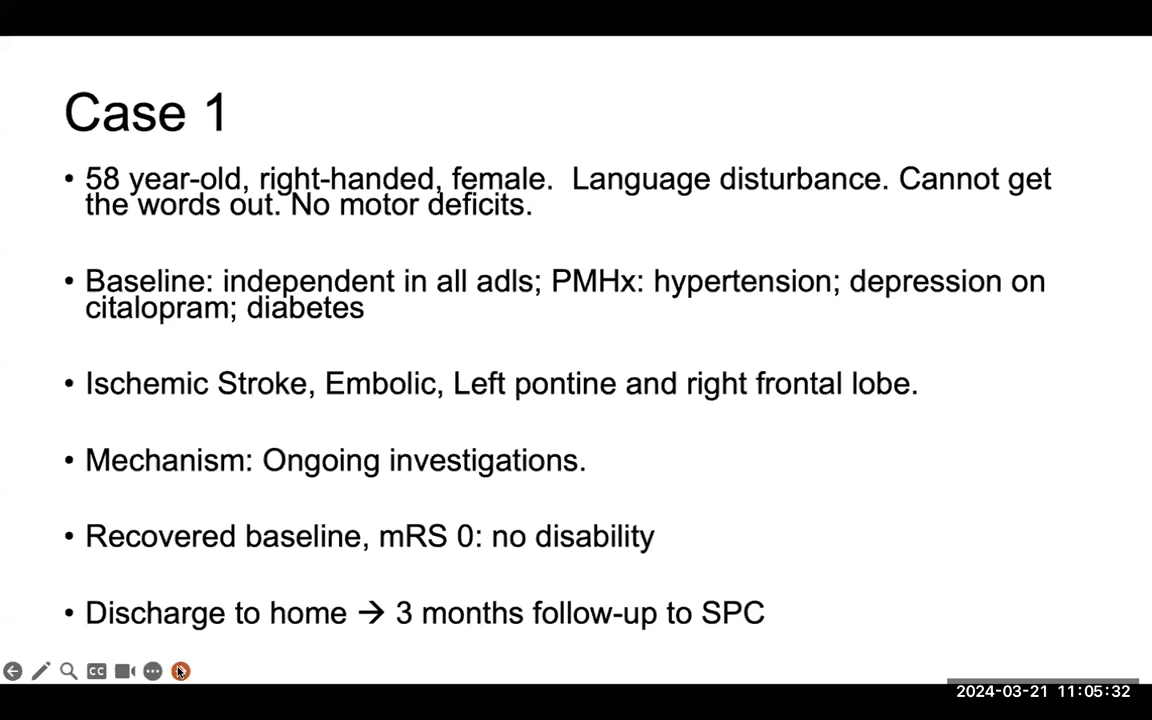 Case 1
• 58 year-old, right-handed, female.  Language disturbance. Cannot get
the words out. No motor deficits.
• Baseline: independent in all adls; PMHx: hypertension; depression on
citalopram; diabetes
• Ischemic Stroke, Embolic, Left pontine and right frontal lobe.
• Mechanism: Ongoing investigations.
• Recovered baseline, mRS 0: no disability
• Discharge to home → 3 months follow-up to SPC
CC
2024-03-21 11:05:32